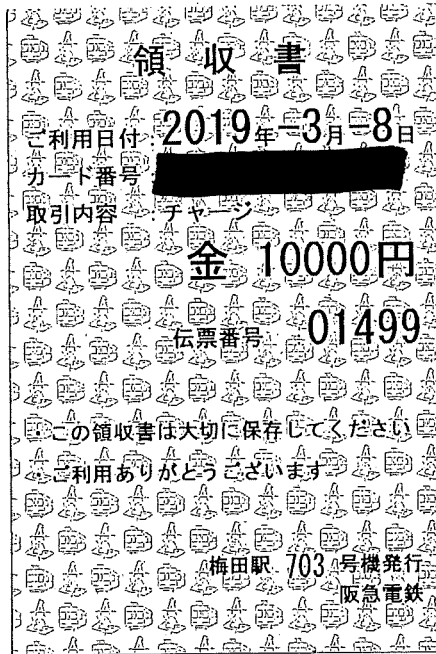 領収書
ご利用日付:2019年-3月-8日
カード番号
取引内容:チャージ
金 10000円
伝票番号 01499
この領収書は大切に保存してください
ご利用ありがとうございます
梅田駅 703 号機発行
阪急電鉄